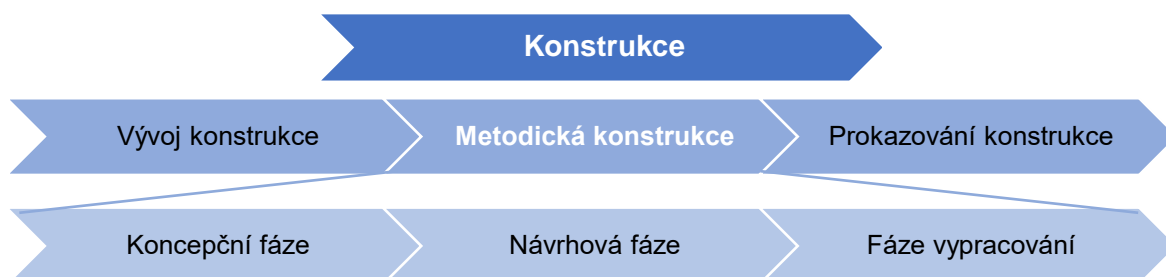 Konstrukce
Vývoj konstrukce
Metodická konstrukce
Prokazování konstrukce
Koncepční fáze
Návrhová fáze
Fáze vypracování